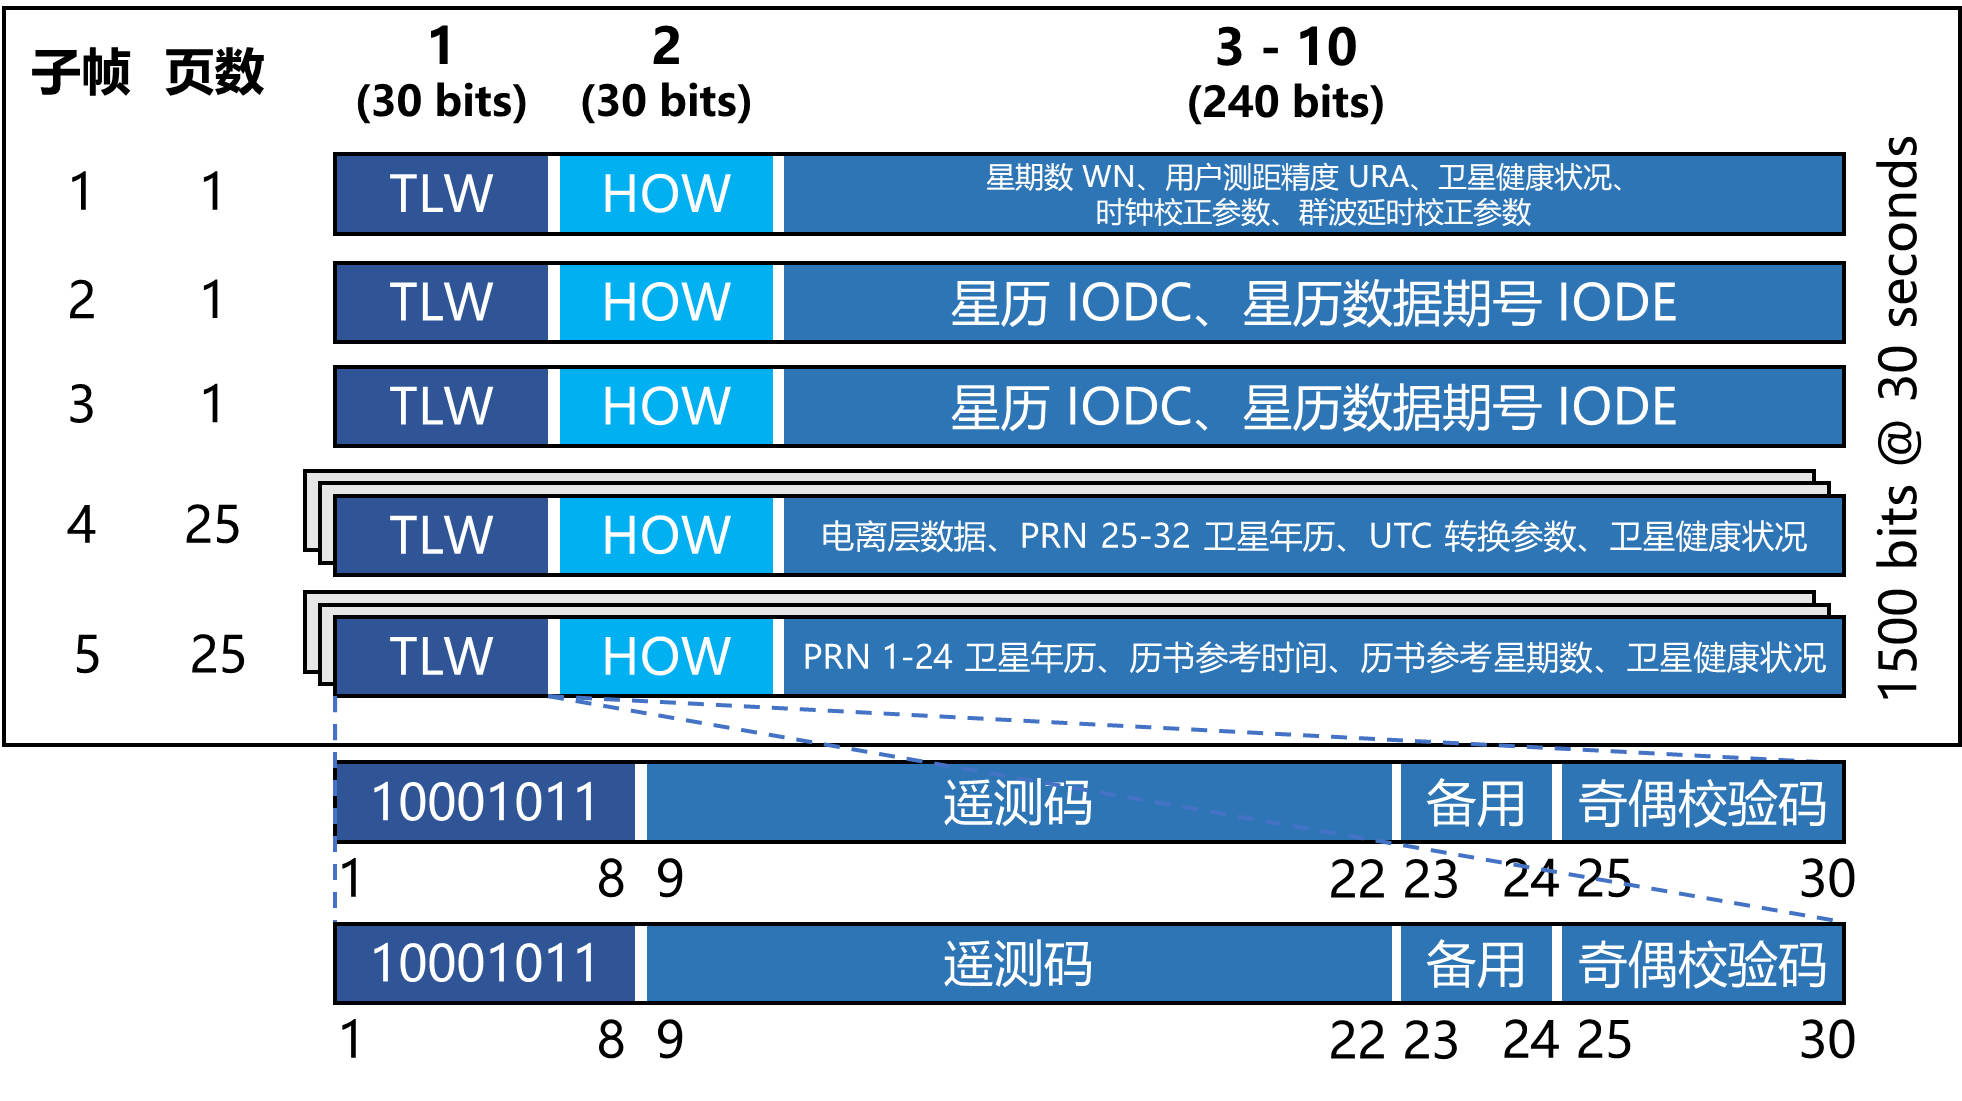 子帧 页数 1 2 3 - 10
(30 bits) (30 bits) (240 bits)
1 1 TLW HOW 星期数 WN、用户测距精度 URA、卫星健康状况、
时钟校正参数、群波延时校正参数
2 1 TLW HOW 星历 IODC、星历数据期号 IODE
3 1 TLW HOW 星历 IODC、星历数据期号 IODE
4 25 TLW HOW 电离层数据、PRN 25-32 卫星年历、UTC 转换参数、卫星健康状况
5 25 TLW HOW PRN 1-24 卫星年历、历书参考时间、历书参考星期数、卫星健康状况
1500 bits @ 30 seconds
10001011 遥测码 备用 奇偶校验码
1 8 9 22 23 24 25 30
10001011 遥测码 备用 奇偶校验码
1 8 9 22 23 24 25 30